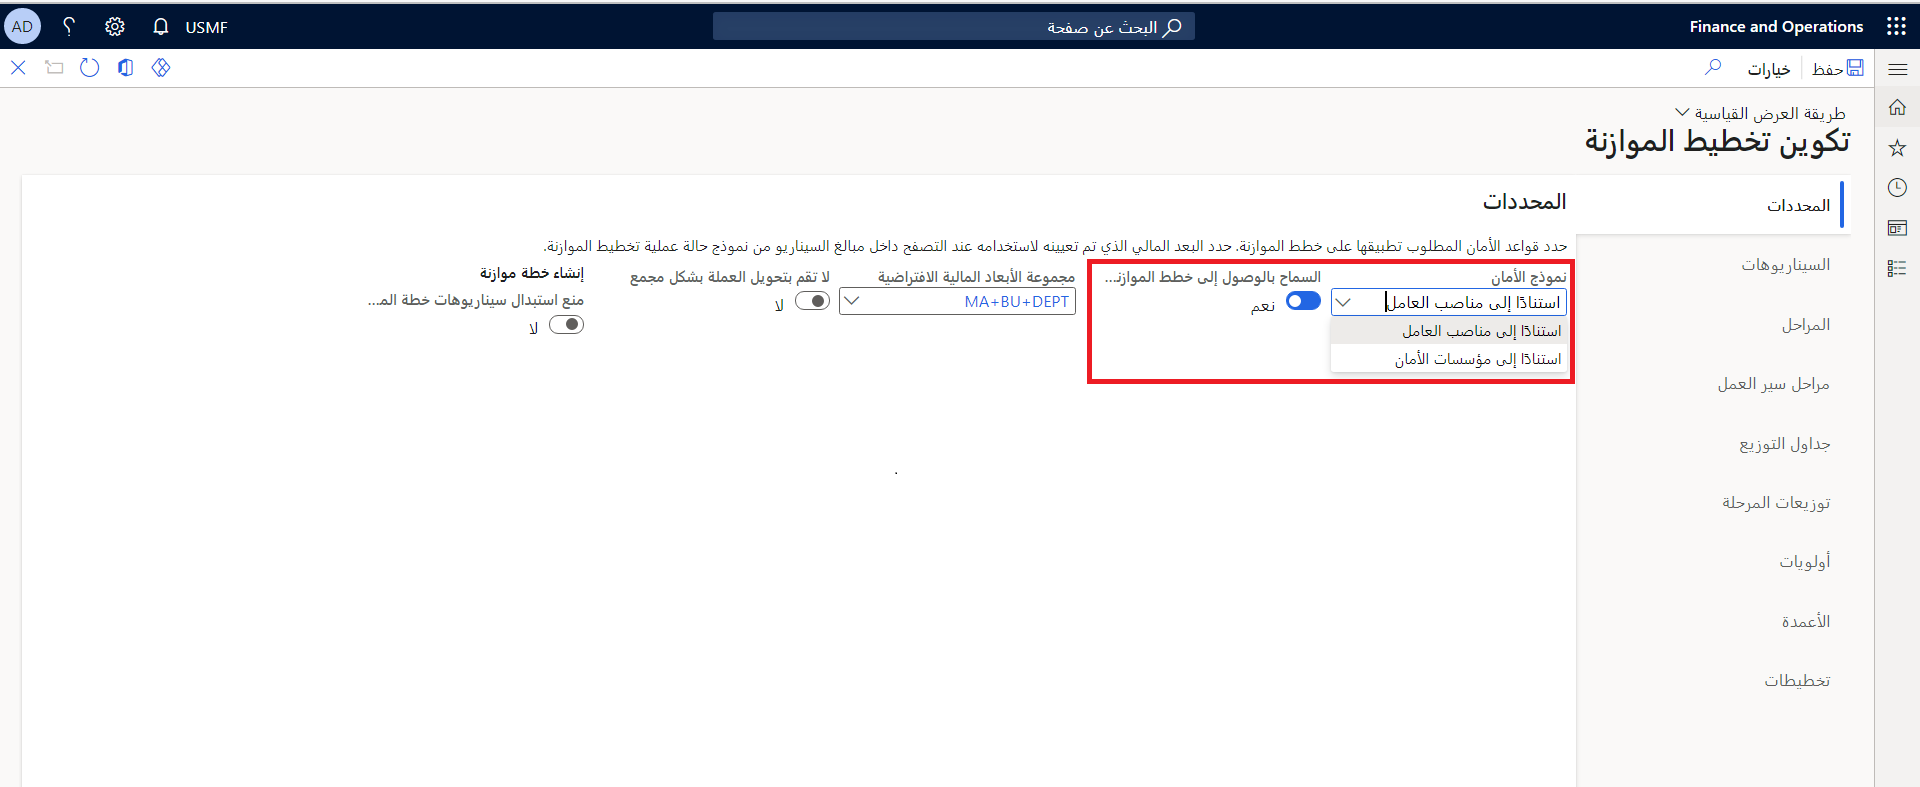 Finance and Operations
البحث عن صفحة
USMF
AD
حفظ
خيارات
طريقة العرض القياسية
تكوين تخطيط الموازنة
المحددات
السيناريوهات
المراحل
مراحل سير العمل
جداول التوزيع
توزيعات المرحلة
أولويات
الأعمدة
تخطيطات
المحددات
حدد قواعد الأمان المطلوب تطبيقها على خطط الموازنة. حدد البعد المالي الذي تم تعيينه لاستخدامه عند التصفح داخل مبالغ السيناريو من نموذج حالة عملية تخطيط الموازنة.
نموذج الأمان
استنادًا إلى مناصب العامل
استنادًا إلى مناصب العامل
استنادًا إلى مؤسسات الأمان
السماح بالوصول إلى خطط الموازنـ...
نعم
مجموعة الأبعاد المالية الافتراضية
MA+BU+DEPT
لا تقم بتحويل العملة بشكل مجمع
لا
إنشاء خطة موازنة
منع استبدال سيناريوهات خطة المـ...
لا